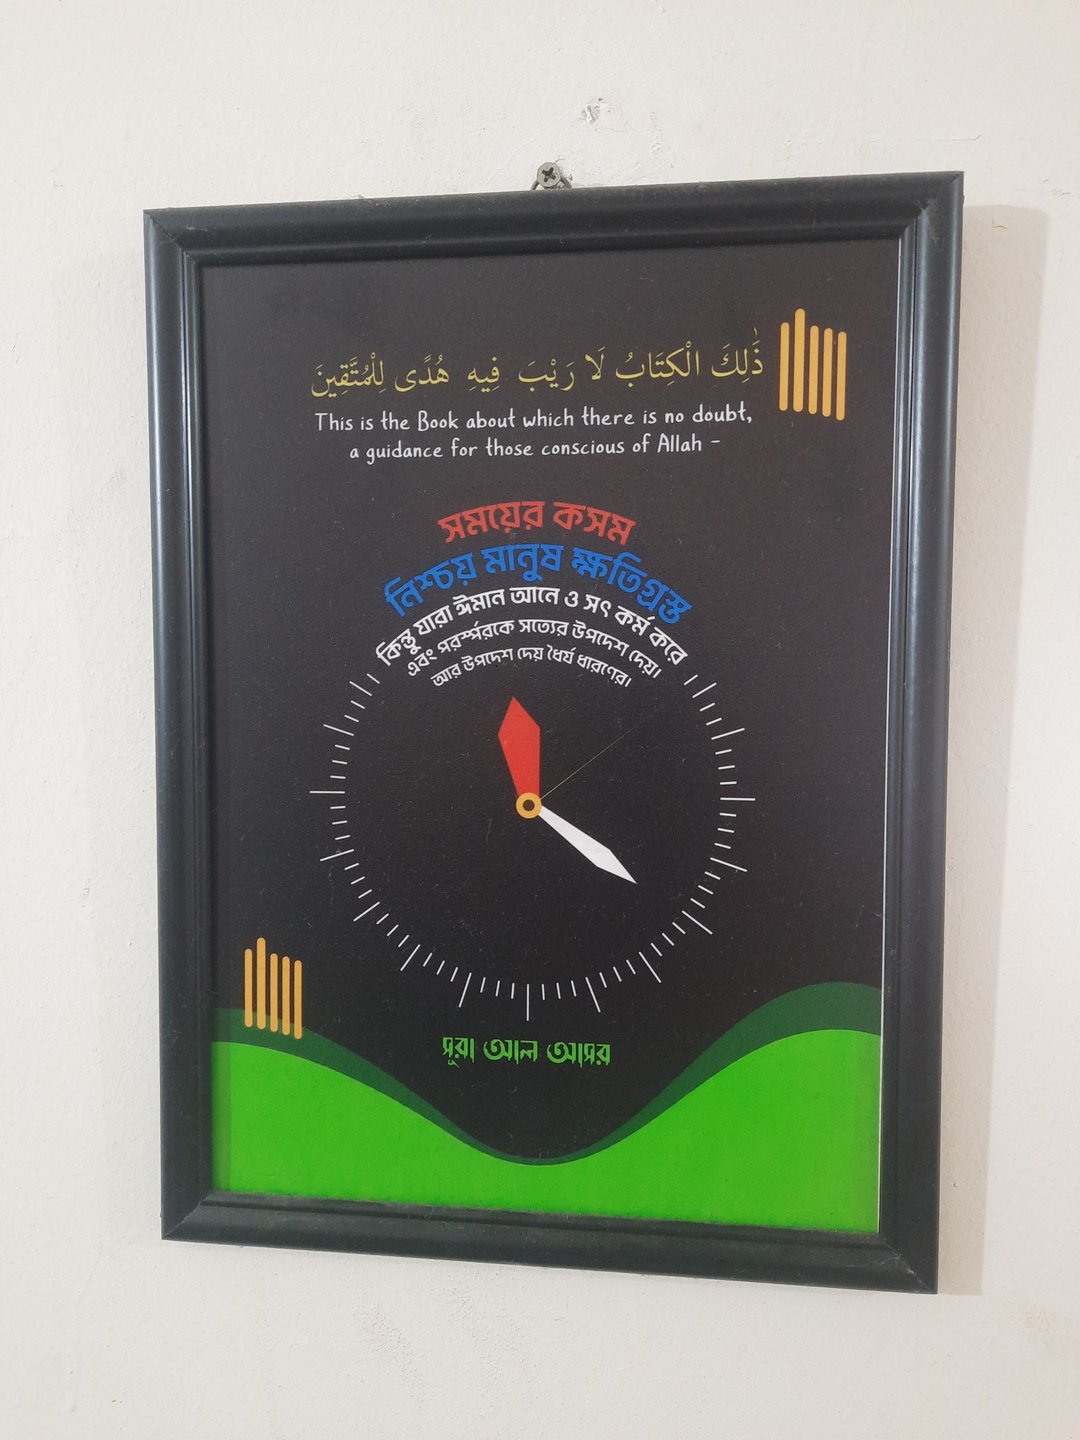 ذَٰلِكَ الْكِتَابُ لَا رَيْبَ فِيهِ هُدًى لِلْمُتَّقِينَ
This is the Book about which there is no doubt,
a guidance for those conscious of Allah -
সময়ের কসম
নিশ্চয় মানুষ ক্ষতিগ্রস্ত
কিন্তু যারা ঈমান আনে ও সৎ কর্ম করে
এবং পরর্স্পরকে সত্যের উপদেশ দেয়।
আর উপদেশ দেয় ধৈর্য ধারণের।
সূরা আল আসর